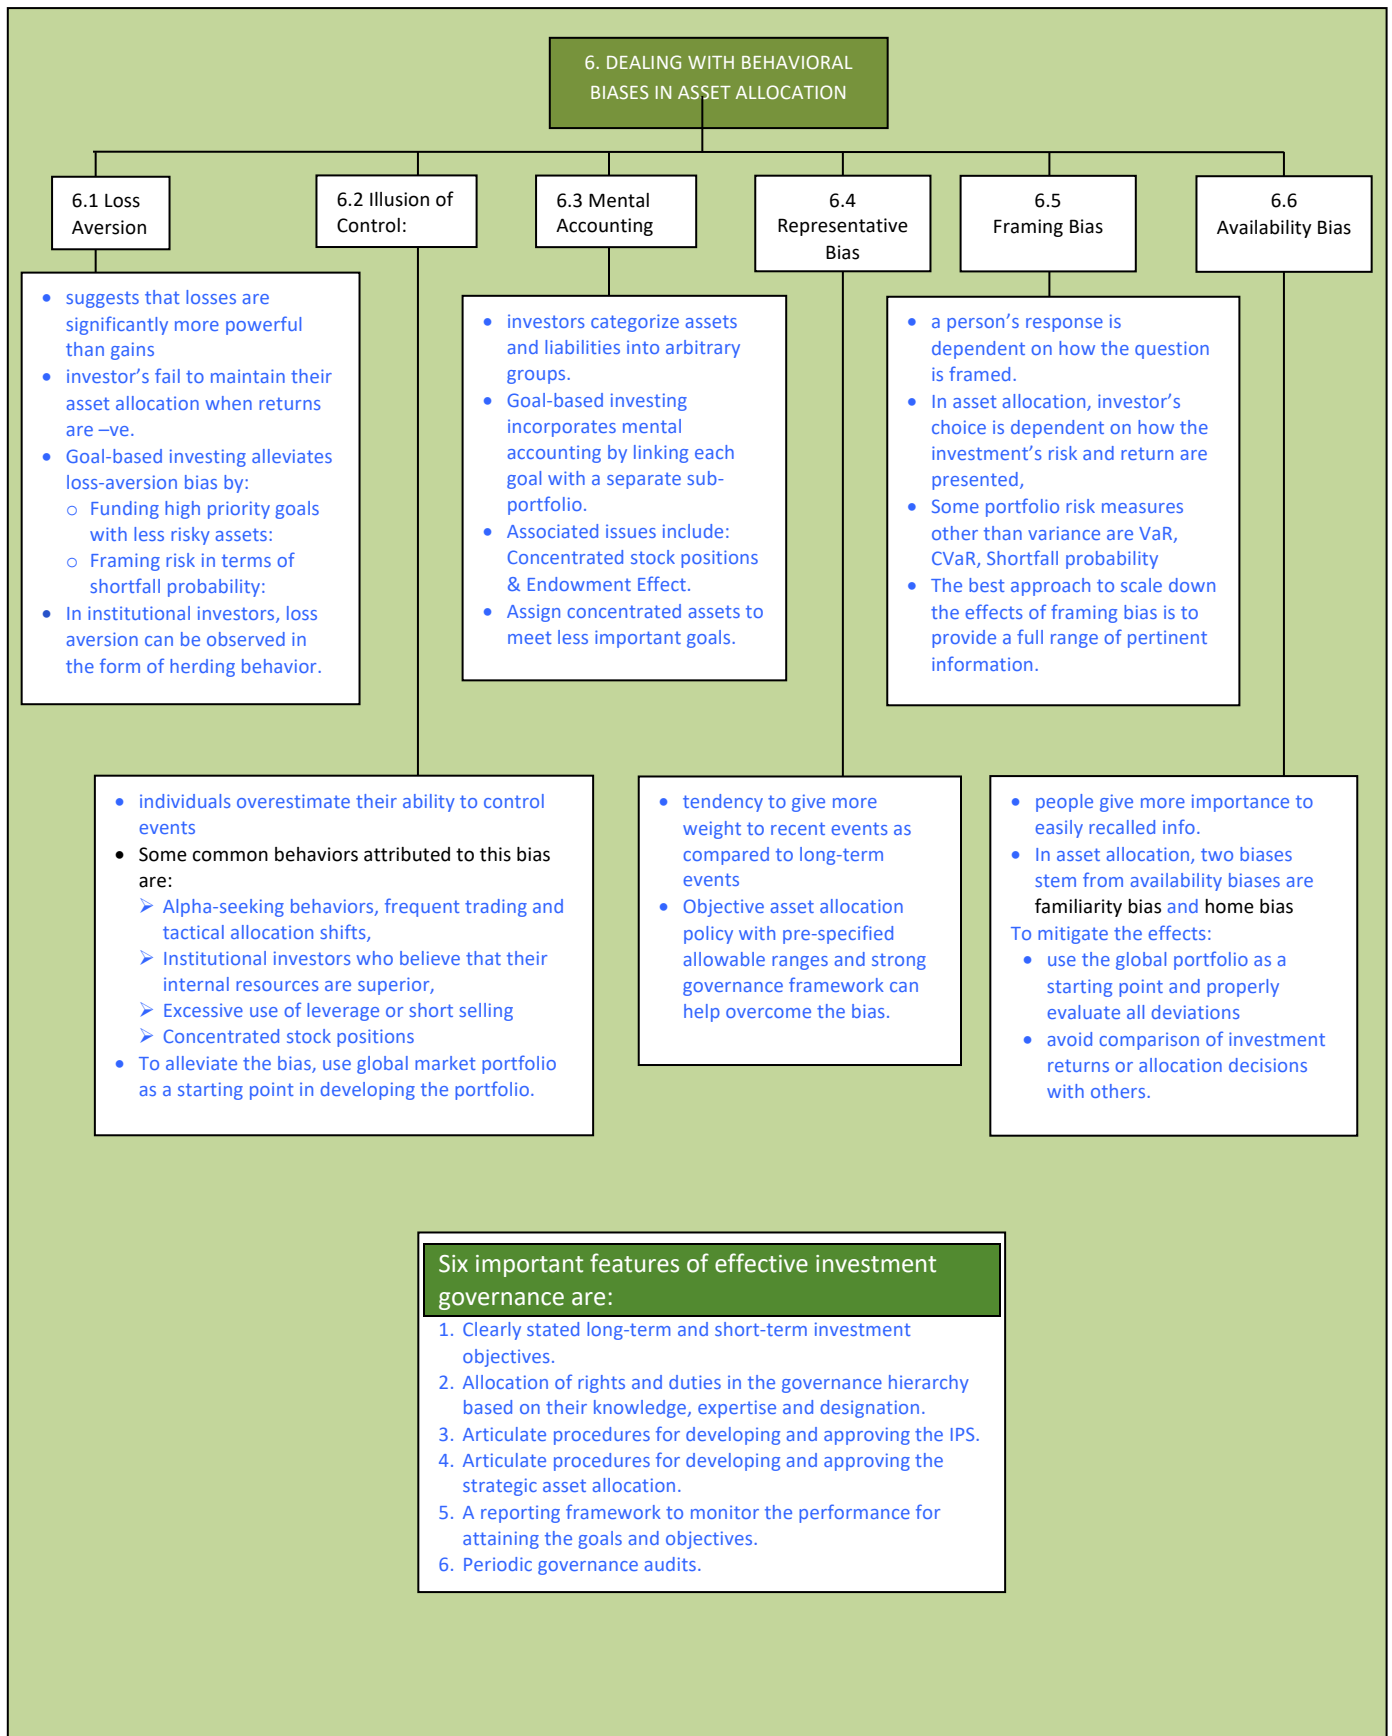 6. DEALING WITH BEHAVIORAL
BIASES IN ASSET ALLOCATION
6.1 Loss
Aversion
6.2 Illusion of
Control:
6.3 Mental
Accounting
6.4
Representative
Bias
6.5
Framing Bias
6.6
Availability Bias
• suggests that losses are
significantly more powerful
than gains
• investor’s fail to maintain their
asset allocation when returns
are –ve.
• Goal-based investing alleviates
loss-aversion bias by:
o Funding high priority goals
with less risky assets:
o Framing risk in terms of
shortfall probability:
• In institutional investors, loss
aversion can be observed in
the form of herding behavior.
• investors categorize assets
and liabilities into arbitrary
groups.
• Goal-based investing
incorporates mental
accounting by linking each
goal with a separate sub-
portfolio.
• Associated issues include:
Concentrated stock positions
& Endowment Effect.
• Assign concentrated assets to
meet less important goals.
• a person’s response is
dependent on how the question
is framed.
• In asset allocation, investor’s
choice is dependent on how the
investment’s risk and return are
presented,
• Some portfolio risk measures
other than variance are VaR,
CVaR, Shortfall probability
• The best approach to scale down
the effects of framing bias is to
provide a full range of pertinent
information.
• individuals overestimate their ability to control
events
• Some common behaviors attributed to this bias
are:
➢ Alpha-seeking behaviors, frequent trading and
tactical allocation shifts,
➢ Institutional investors who believe that their
internal resources are superior,
➢ Excessive use of leverage or short selling
➢ Concentrated stock positions
• To alleviate the bias, use global market portfolio
as a starting point in developing the portfolio.
• tendency to give more
weight to recent events as
compared to long-term
events
• Objective asset allocation
policy with pre-specified
allowable ranges and strong
governance framework can
help overcome the bias.
• people give more importance to
easily recalled info.
• In asset allocation, two biases
stem from availability biases are
familiarity bias and home bias
To mitigate the effects:
• use the global portfolio as a
starting point and properly
evaluate all deviations
• avoid comparison of investment
returns or allocation decisions
with others.
Six important features of effective investment
governance are:
1. Clearly stated long-term and short-term investment
objectives.
2. Allocation of rights and duties in the governance hierarchy
based on their knowledge, expertise and designation.
3. Articulate procedures for developing and approving the IPS.
4. Articulate procedures for developing and approving the
strategic asset allocation.
5. A reporting framework to monitor the performance for
attaining the goals and objectives.
6. Periodic governance audits.